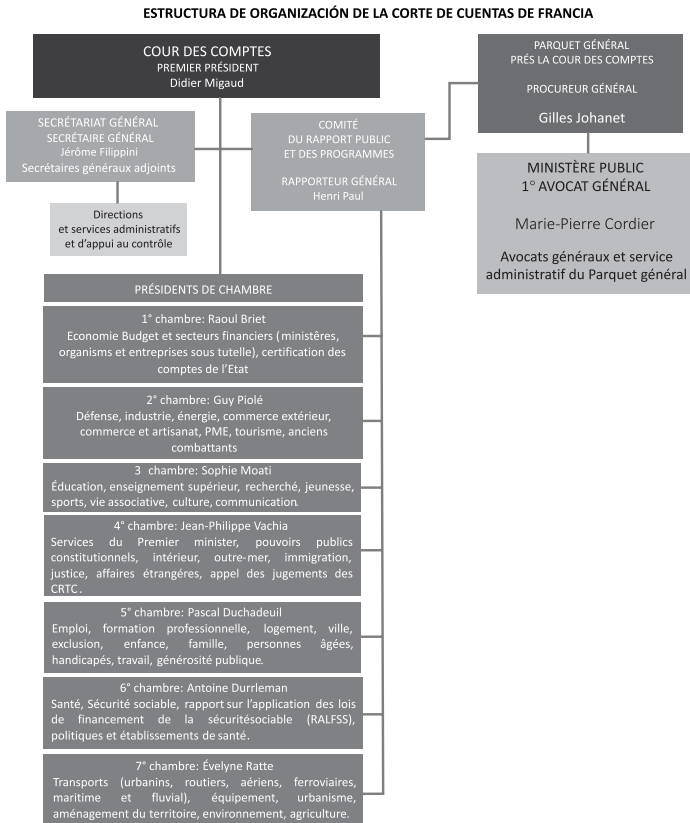 ESTRUCTURA DE ORGANIZACIÓN DE LA CORTE DE CUENTAS DE FRANCIA
COUR DES COMPTES
PREMIER PRÉSIDENT
Didier Migaud
PARQUET GÉNÉRAL
PRÉS LA COUR DES COMPTES
PROCUREUR GÉNÉRAL
Gilles Johanet
SECRÉTARIAT GÉNÉRAL
SECRÉTAIRE GÉNÉRAL
Jérôme Filippini
Secrétaires généraux adjoints
COMITÉ
DU RAPPORT PUBLIC
ET DES PROGRAMMES
RAPPORTEUR GÉNÉRAL
Henri Paul
MINISTÈRE PUBLIC
1° AVOCAT GÉNÉRAL
Marie-Pierre Cordier
Avocats généraux et service
administratif du Parquet général
Directions
et services administratifs
et d'appui au contrôle
PRÉSIDENTS DE CHAMBRE
1° chambre: Raoul Briet
Economie Budget et secteurs financiers (ministêres,
organisms et entreprises sous tutelle), certification des
comptes de l'Etat
2° chambre: Guy Piolé
Défense, industrie, énergie, commerce extérieur,
commerce et artisanat, PME, tourisme, anciens
combattants
3 chambre: Sophie Moati
Éducation, enseignement supérieur, recherché, jeunesse,
sports, vie associative, culture, communication.
4° chambre: Jean-Philippe Vachia
Services du Premier minister, pouvoirs publics
constitutionnels, intérieur, outre-mer, immigration,
justice, affaires étrangéres, appel des jugements des
CRTC.
5° chambre: Pascal Duchadeuil
Emploi, formation professionnelle, logement, ville,
exclusion, enfance, famille, personnes âgées,
handicapés, travail, générosité publique.
6° chambre: Antoine Durrleman
Santé, Sécurité sociable, rapport sur l'application des lois
de financement de la sécuritésociable (RALFSS),
politiques et établissements de santé.
7° chambre: Évelyne Ratte
Transports (urbanins, routiers, aériens, ferroviaires,
maritime et fluvial), équipement, urbanisme,
aménagement du territoire, environnement, agriculture.